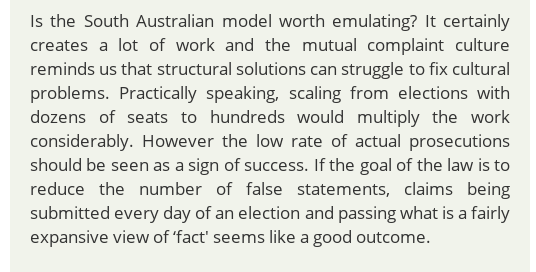 Is the South Australian model worth emulating? It certainly
creates a lot of work and the mutual complaint culture
reminds us that structural solutions can struggle to fix cultural
problems. Practically speaking, scaling from elections with
dozens of seats to hundreds would multiply the work
considerably. However the low rate of actual prosecutions
should be seen as a sign of success. If the goal of the law is to
reduce the number of false statements, claims being
submitted every day of an election and passing what is a fairly
expansive view of ‘fact' seems like a good outcome.